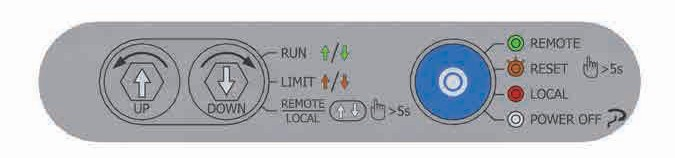 RUN
LIMIT
REMOTE
LOCAL
>5s
UP
DOWN
REMOTE
RESET >5s
LOCAL
POWER OFF